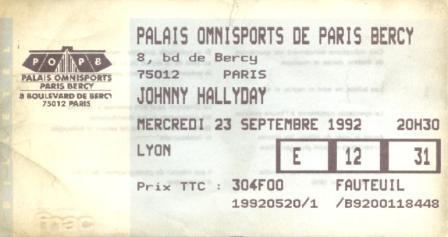 BILLETEL
POPB
PALAIS OMNISPORTS
PARIS BERCY
8 BOULEVARD DE BERCY
75012 PARIS
fnac
PALAIS OMNISPORTS DE PARIS BERCY
8, bd de Bercy
75012 PARIS
JOHNNY HALLYDAY
MERCREDI 23 SEPTEMBRE 1992 20H30
LYON E 12 31
Prix TTC : 304F00 FAUTEUIL
19920520/1 /B9200118448